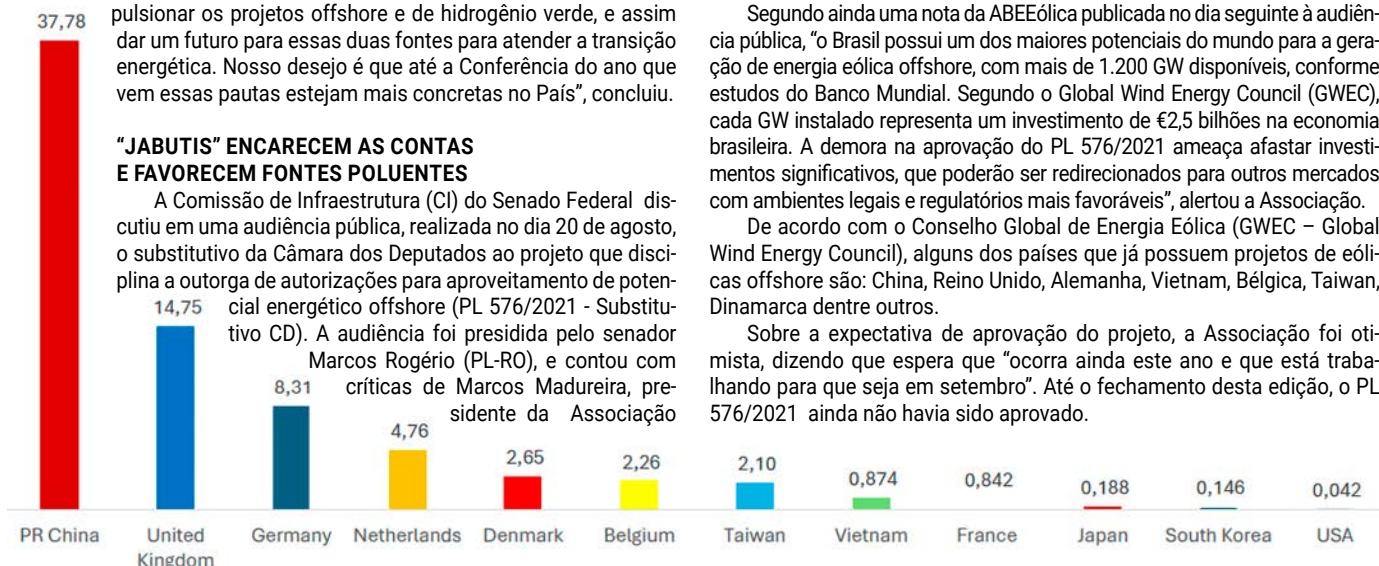 pulsionar os projetos offshore e de hidrogênio verde, e assim
dar um futuro para essas duas fontes para atender a transição
energética. Nosso desejo é que até a Conferência do ano que
vem essas pautas estejam mais concretas no País”, concluiu.
“JABUTIS” ENCARECEM AS CONTAS
E FAVORECEM FONTES POLUENTES
A Comissão de Infraestrutura (CI) do Senado Federal dis-
cutiu em uma audiência pública, realizada no dia 20 de agosto,
o substitutivo da Câmara dos Deputados ao projeto que disci-
plina a outorga de autorizações para aproveitamento de poten-
cial energético offshore (PL 576/2021 - Substitu-
tivo CD). A audiência foi presidida pelo senador
Marcos Rogério (PL-RO), e contou com
críticas de Marcos Madureira, pre-
sidente da Associação
Segundo ainda uma nota da ABEEólica publicada no dia seguinte à audiên-
cia pública, “o Brasil possui um dos maiores potenciais do mundo para a gera-
ção de energia eólica offshore, com mais de 1.200 GW disponíveis, conforme
estudos do Banco Mundial. Segundo o Global Wind Energy Council (GWEC),
cada GW instalado representa um investimento de €2,5 bilhões na economia
brasileira. A demora na aprovação do PL 576/2021 ameaça afastar investi-
mentos significativos, que poderão ser redirecionados para outros mercados
com ambientes legais e regulatórios mais favoráveis”, alertou a Associação.
De acordo com o Conselho Global de Energia Eólica (GWEC – Global
Wind Energy Council), alguns dos países que já possuem projetos de eóli-
cas offshore são: China, Reino Unido, Alemanha, Vietnam, Bélgica, Taiwan,
Dinamarca dentre outros.
Sobre a expectativa de aprovação do projeto, a Associação foi oti-
mista, dizendo que espera que “ocorra ainda este ano e que está traba-
lhando para que seja em setembro”. Até o fechamento desta edição, o PL
576/2021 ainda não havia sido aprovado.
37,78
14,75
8,31
4,76
2,65
2,26
2,10
0,874
0,842
0,188
0,146
0,042
PR China
United
Kingdom
Germany
Netherlands
Denmark
Belgium
Taiwan
Vietnam
France
Japan
South Korea
USA